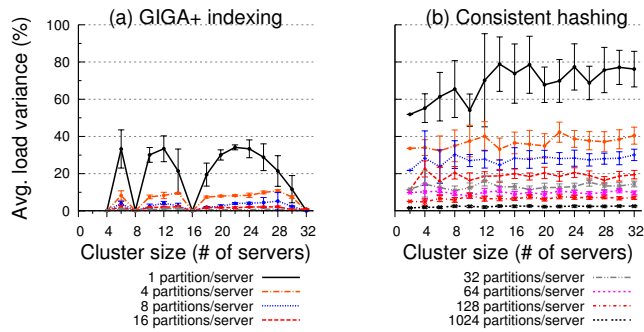 (a) GIGA+ indexing
(b) Consistent hashing
Avg. load variance (%)
100
80
60
40
20
0
0 4 8 12 16 20 24 28 32
0 4 8 12 16 20 24 28 32
Cluster size (# of servers)
Cluster size (# of servers)
1 partition/server
4 partitions/server
8 partitions/server
16 partitions/server
32 partitions/server
64 partitions/server
128 partitions/server
1024 partitions/server